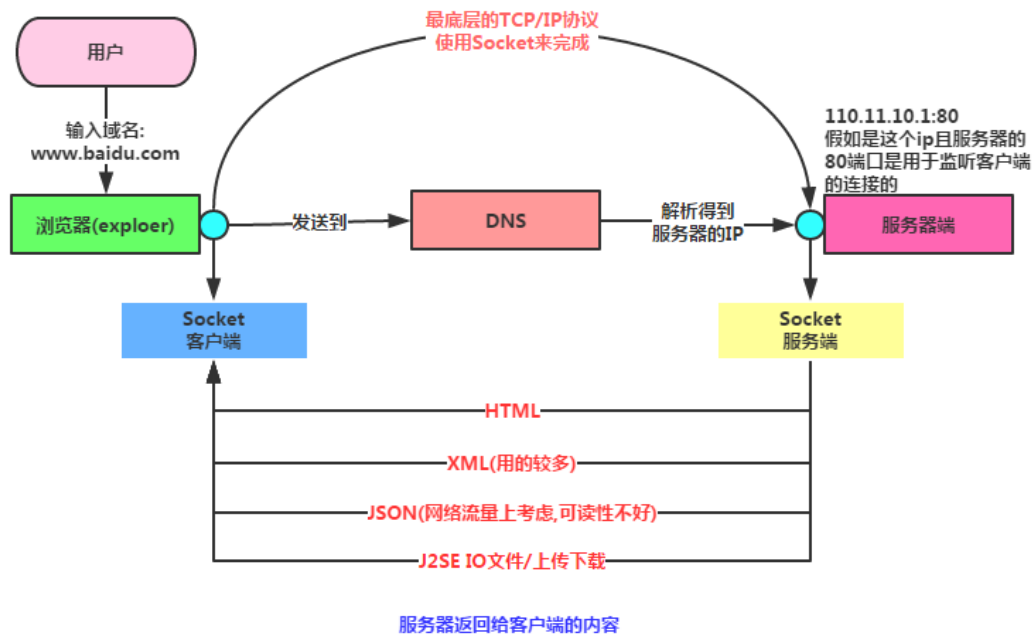 最底层的TCP/IP协议
使用Socket来完成
用户
输入域名:
www.baidu.com
110.11.10.1:80
假如是这个ip且服务器的
80端口是用于监听客户端
的连接的
浏览器(exploer)
发送到
DNS
解析得到
服务器的IP
服务器端
Socket
客户端
Socket
服务端
HTML
XML(用的较多)
JSON(网络流量上考虑,可读性不好)
J2SE IO文件/上传下载
服务器返回给客户端的内容